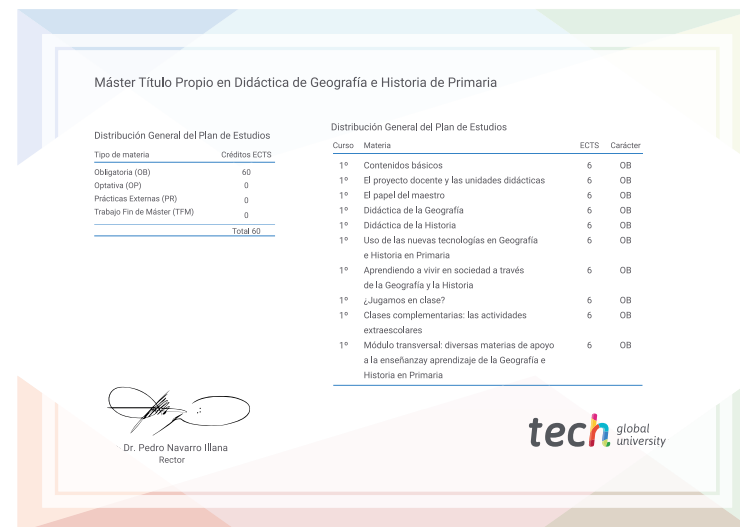 Máster Título Propio en Didáctica de Geografía e Historia de Primaria
Distribución General del Plan de Estudios
Tipo de materia Créditos ECTS
Obligatoria (OB) 60
Optativa (OP) 0
Prácticas Externas (PR) 0
Trabajo Fin de Máster (TFM) 0
Total 60
Distribución General del Plan de Estudios
Curso Materia ECTS Carácter
1º Contenidos básicos 6 OB
1º El proyecto docente y las unidades didácticas 6 OB
1º El papel del maestro 6 OB
1º Didáctica de la Geografía 6 OB
1º Didáctica de la Historia 6 OB
1º Uso de las nuevas tecnologías en Geografía 6 OB
e Historia en Primaria
1º Aprendiendo a vivir en sociedad a través 6 OB
de la Geografía y la Historia
1º ¿Jugamos en clase? 6 OB
1º Clases complementarias: las actividades 6 OB
extraescolares
1º Módulo transversal: diversas materias de apoyo 6 OB
a la enseñanzay aprendizaje de la Geografía e
Historia en Primaria
Dr. Pedro Navarro Illana
Rector
tech global
university